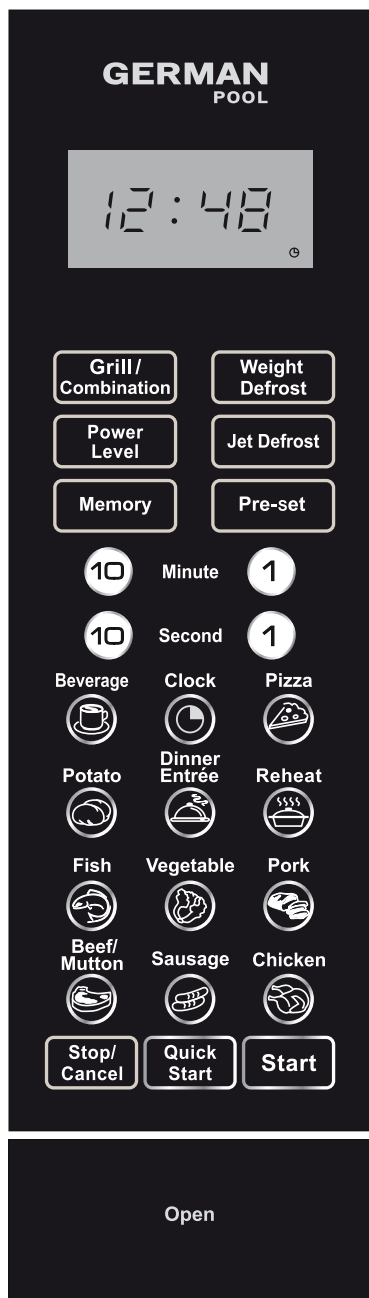 GERMAN
POOL
12:48
Grill/
Combination
Weight
Defrost
Power
Level
Jet Defrost
Memory
Pre-set
10 Minute 1
10 Second 1
Beverage Clock Pizza
Potato
Dinner
Entrée
Reheat
Fish Vegetable Pork
Beef/
Mutton
Sausage Chicken
Stop/
Cancel
Quick
Start
Start
Open